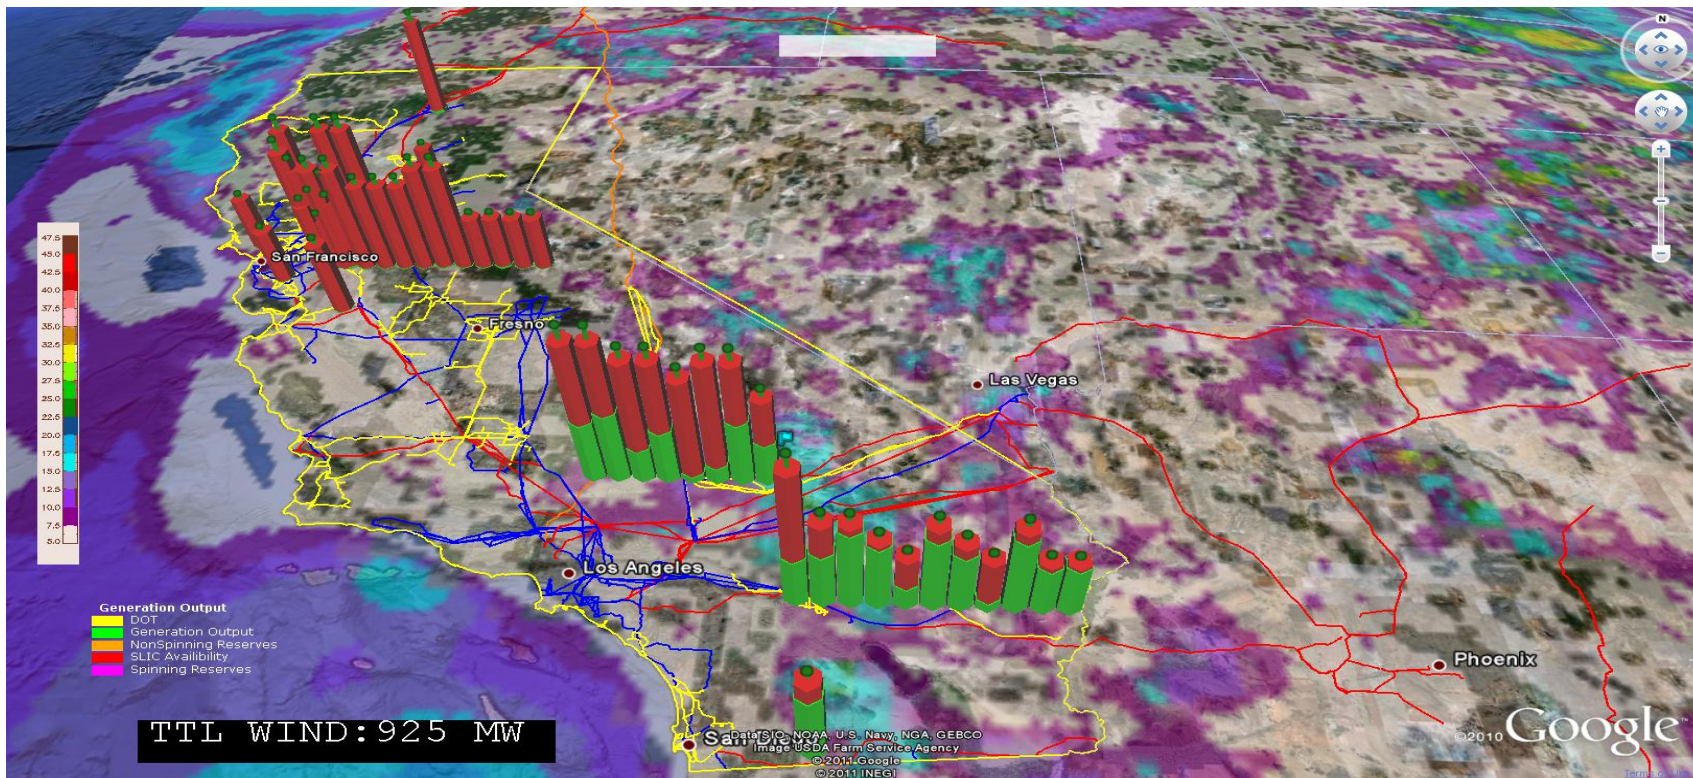 N
San Francisco
47.5
45.0
42.5
40.0
37.5
35.0
32.5
30.0
27.5
25.0
22.5
20.0
17.5
15.0
12.5
10.0
7.5
5.0
Fresno
Las Vegas
Los Angeles
Generation Output
DOT
Generation Output
NonSpinning Reserves
SLIC Availibility
Spinning Reserves
Phoenix
TTL WIND:925 MW
San Diego
Data SIO, NOAA, U.S. Navy, NGA, GEBCO
Image USDA Farm Service Agency
© 2011 Google
© 2011 INEGI
©2010 Google™